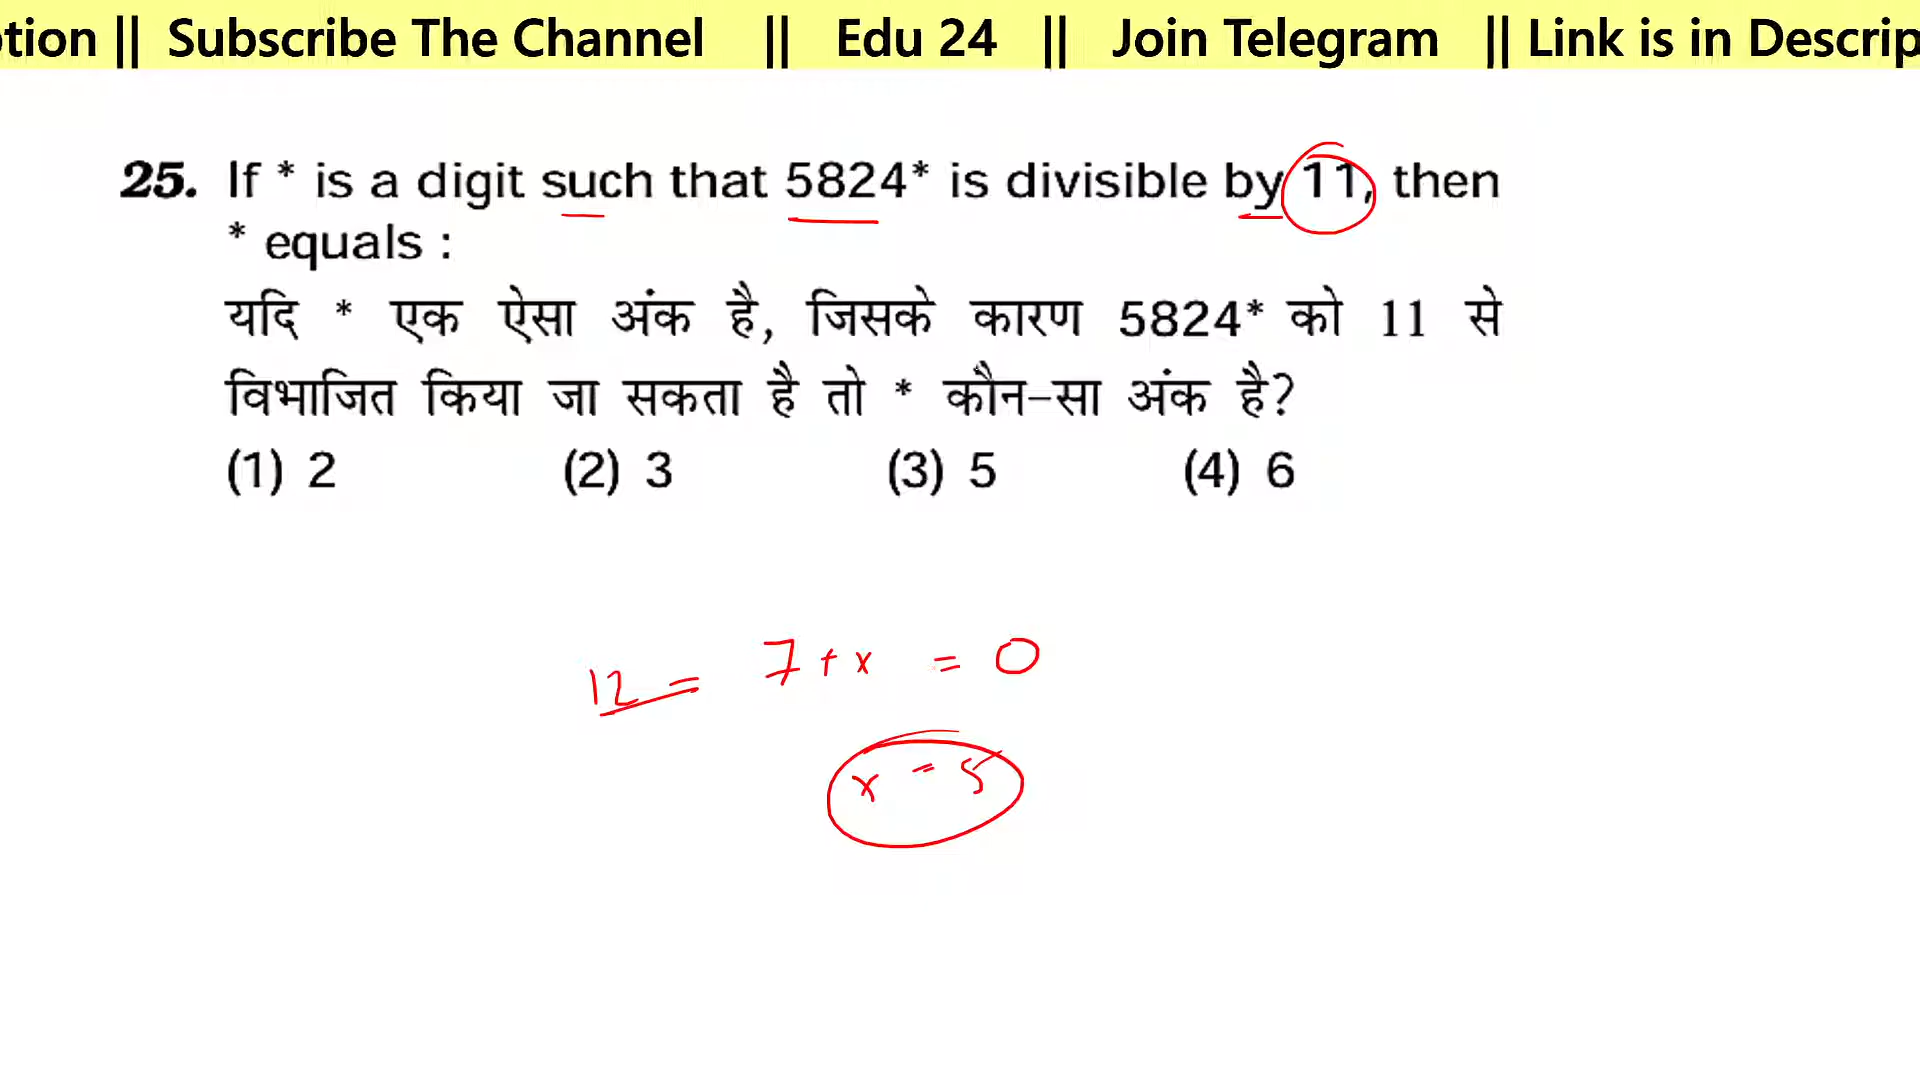 tion || Subscribe The Channel || Edu 24 || Join Telegram || Link is in Descrip
25. If * is a digit such that 5824* is divisible by 11, then
* equals :
यदि * एक ऐसा अंक है, जिसके कारण 5824* को 11 से
विभाजित किया जा सकता है तो * कौन-सा अंक है?
(1) 2 (2) 3 (3) 5 (4) 6
12 = 7 + x = 0
x = 5